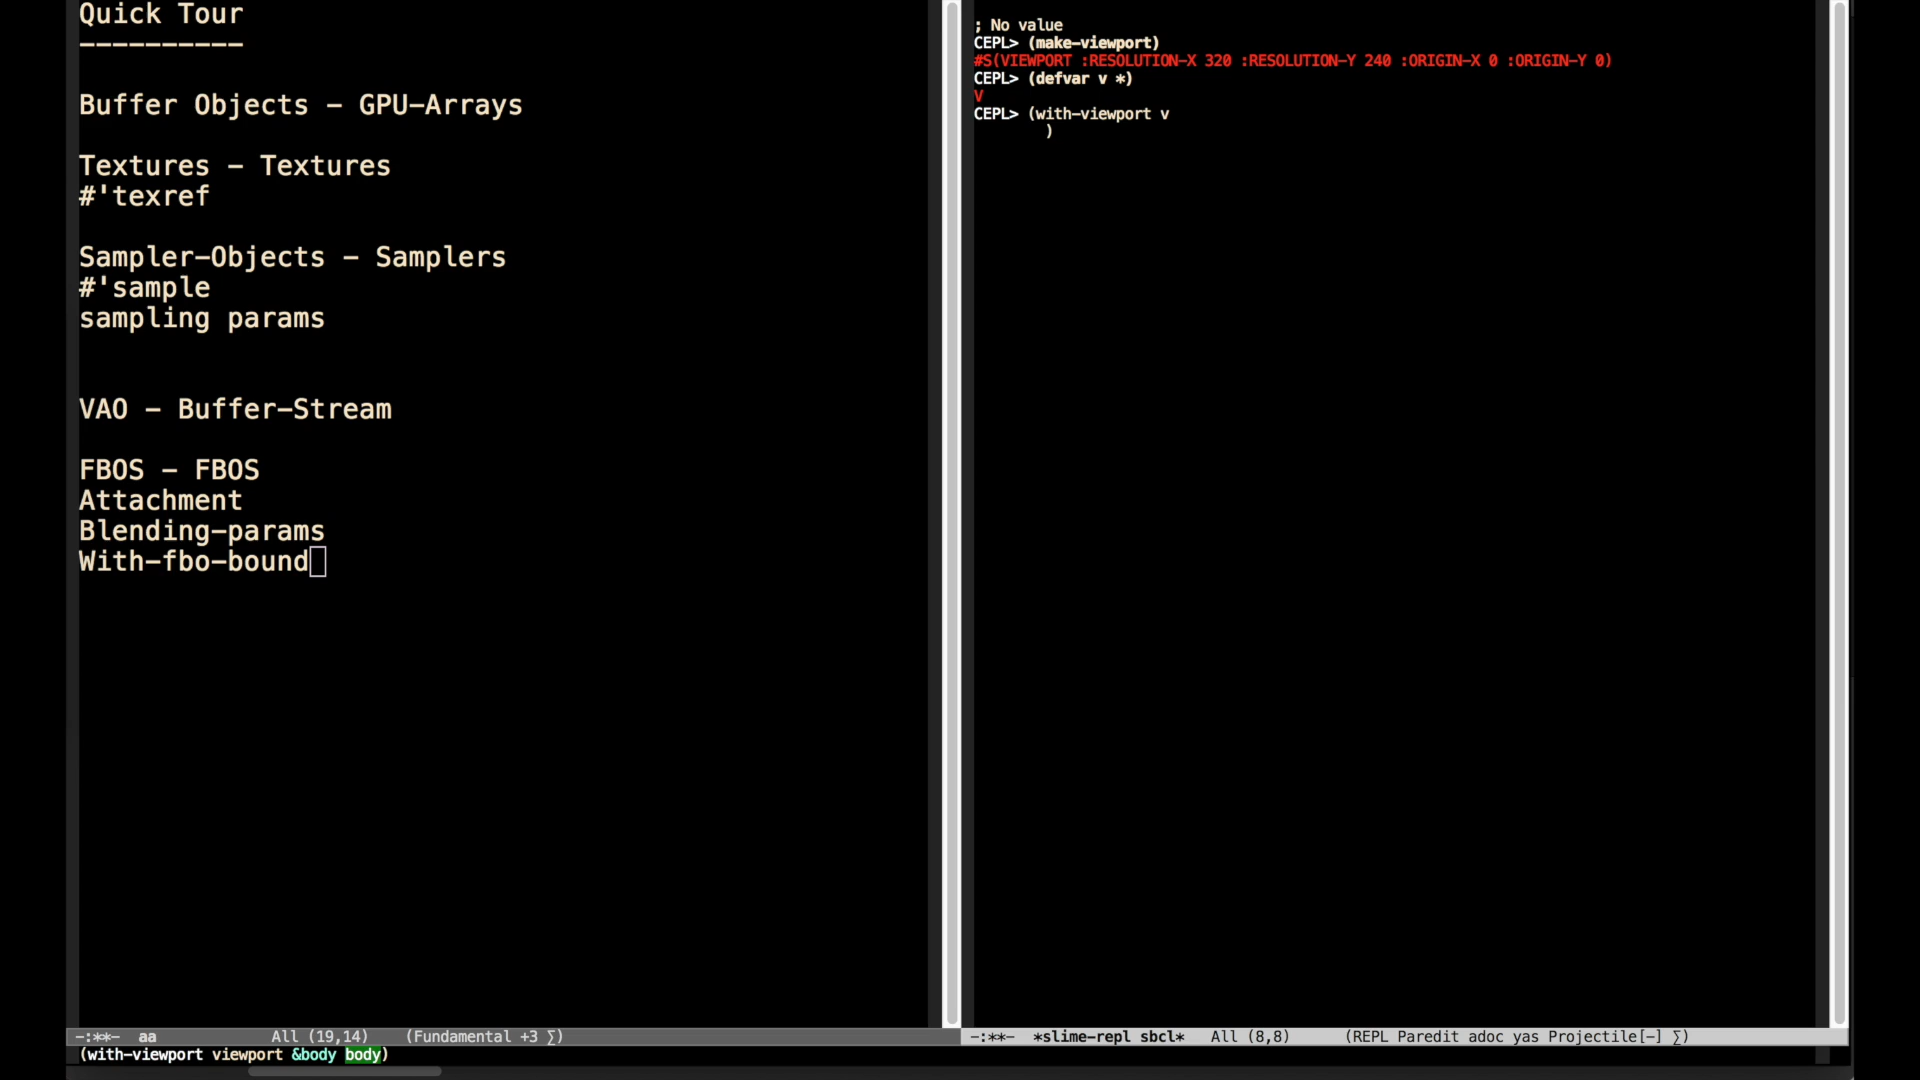 Quick Tour
----------
Buffer Objects - GPU-Arrays
Textures - Textures
#'texref
Sampler-Objects - Samplers
#'sample
sampling params
VAO - Buffer-Stream
FBOS - FBOS
Attachment
Blending-params
With-fbo-bound
; No value
CEPL> (make-viewport)
#S(VIEWPORT :RESOLUTION-X 320 :RESOLUTION-Y 240 :ORIGIN-X 0 :ORIGIN-Y 0)
CEPL> (defvar v *)
V
CEPL> (with-viewport v
)
-:**-  aa  All (19,14)  (Fundamental +3 ∑)
-:**-  *slime-repl sbcl*  All (8,8)  (REPL Paredit adoc yas Projectile[-] ∑)
(with-viewport viewport &body body)